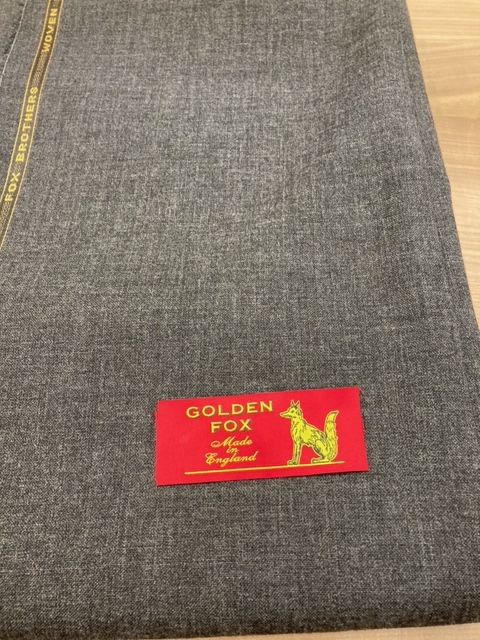 FOX BROTHERS WOVEN
GOLDEN
FOX
Made
in
England